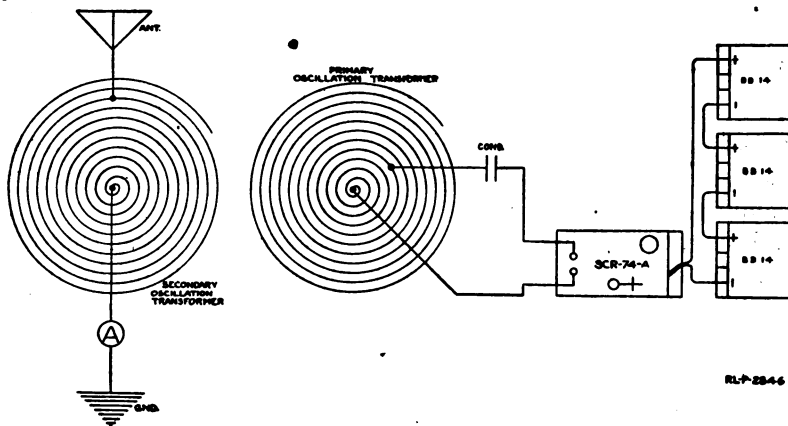 ANT.
PRIMARY
OSCILLATION TRANSFORMER
COND.
BB 14
+
BB 14
+
BB 14
+
SCR-74-A
SECONDARY
OSCILLATION
TRANSFORMER
A
GND.
RL-P-2846